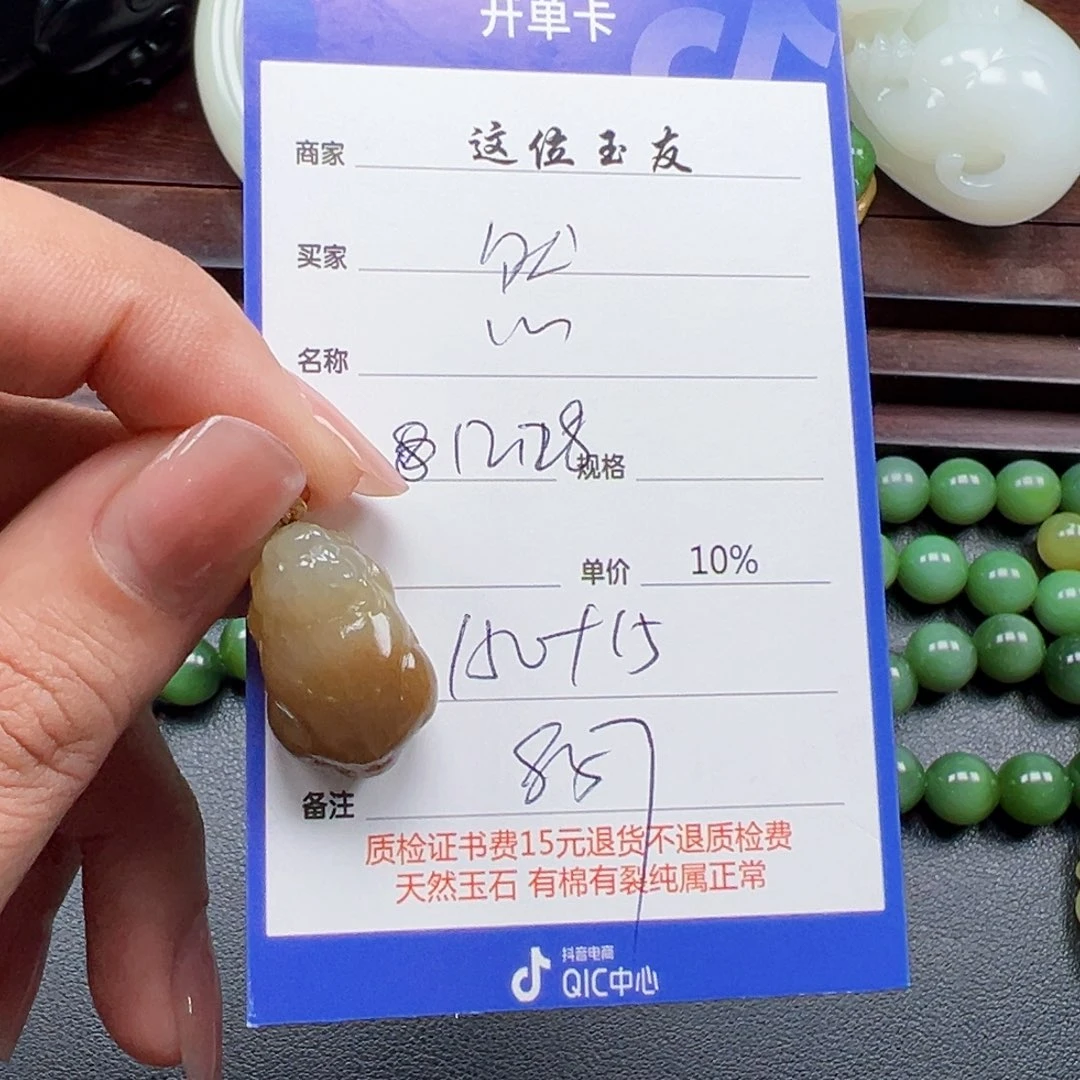 开单卡
商家 这位玉友
买家
名称
规格
单价 10%
150+15
备注
质检证书费15元退货不退质检费
天然玉石 有棉有裂纯属正常
抖音电商
QIC中心